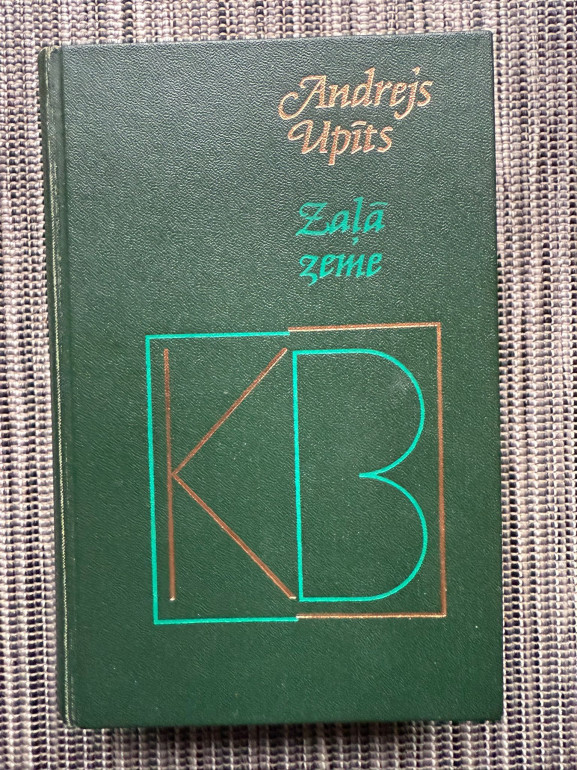 Andrejs
Upīts
Zaļā
zeme
KB